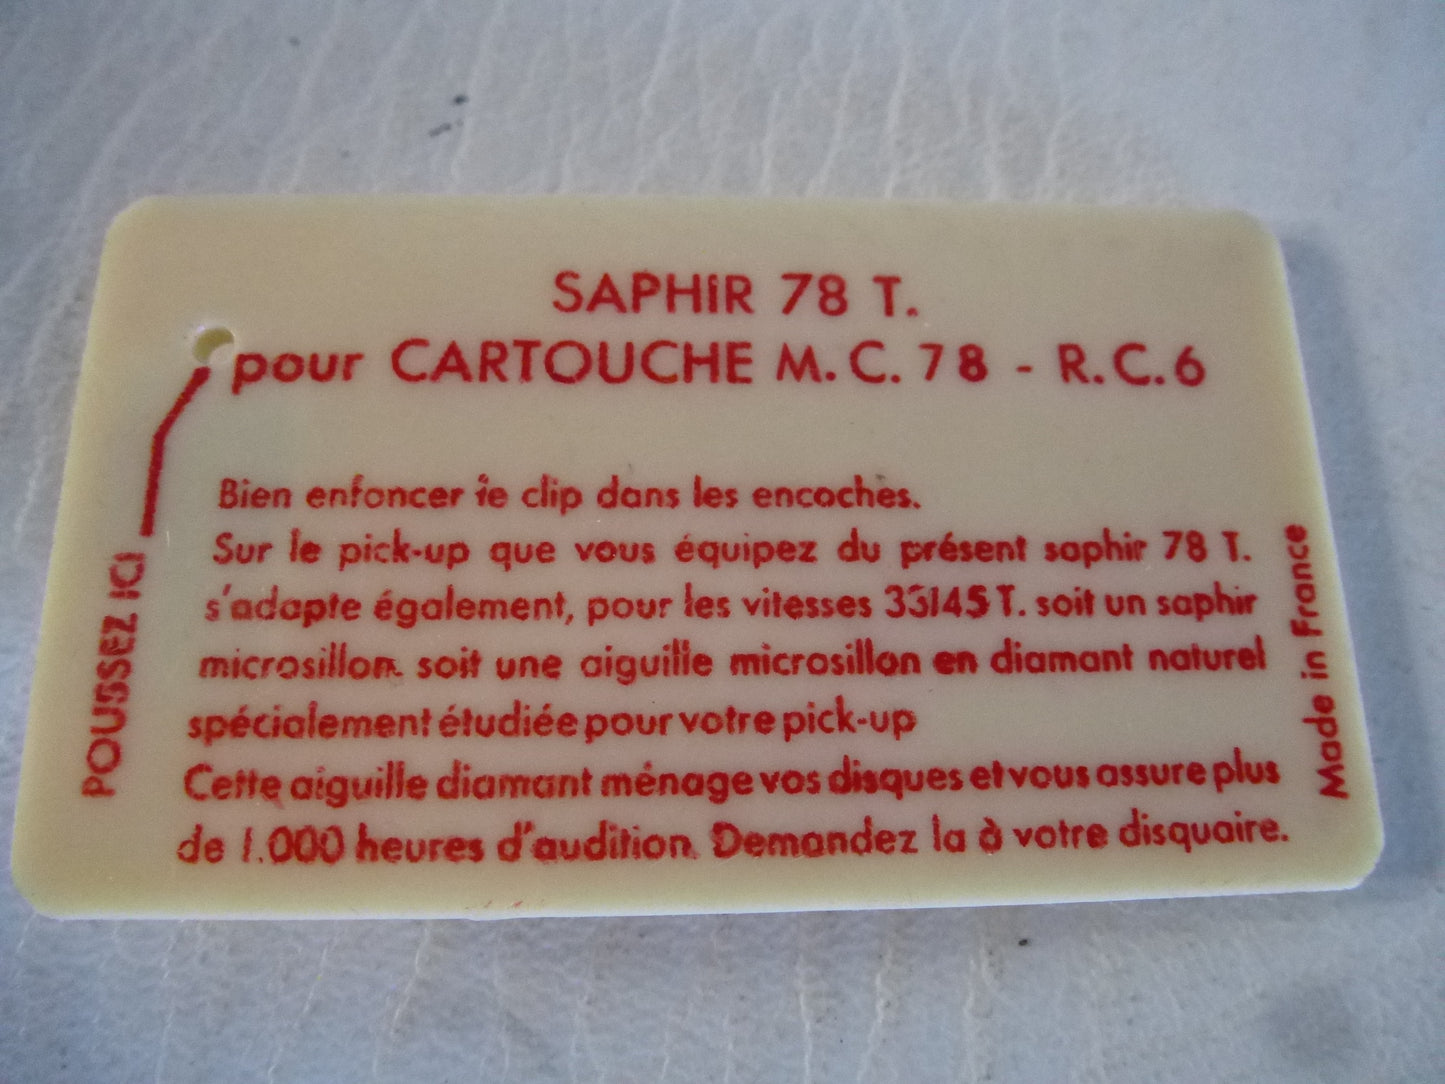 SAPHIR 78 T.
pour CARTOUCHE M.C.78 - R.C.6
POUSSEZ ICI
Bien enfoncer le clip dans les encoches.
Sur le pick-up que vous équipez du présent saphir 78 T.
s'adapte également, pour les vitesses 33/45 T. soit un saphir
microsillon soit une aiguille microsillon en diamant naturel
spécialement étudiée pour votre pick-up
Cette aiguille diamant ménage vos disques et vous assure plus
de 1.000 heures d'audition. Demandez la à votre disquaire.
Made in France